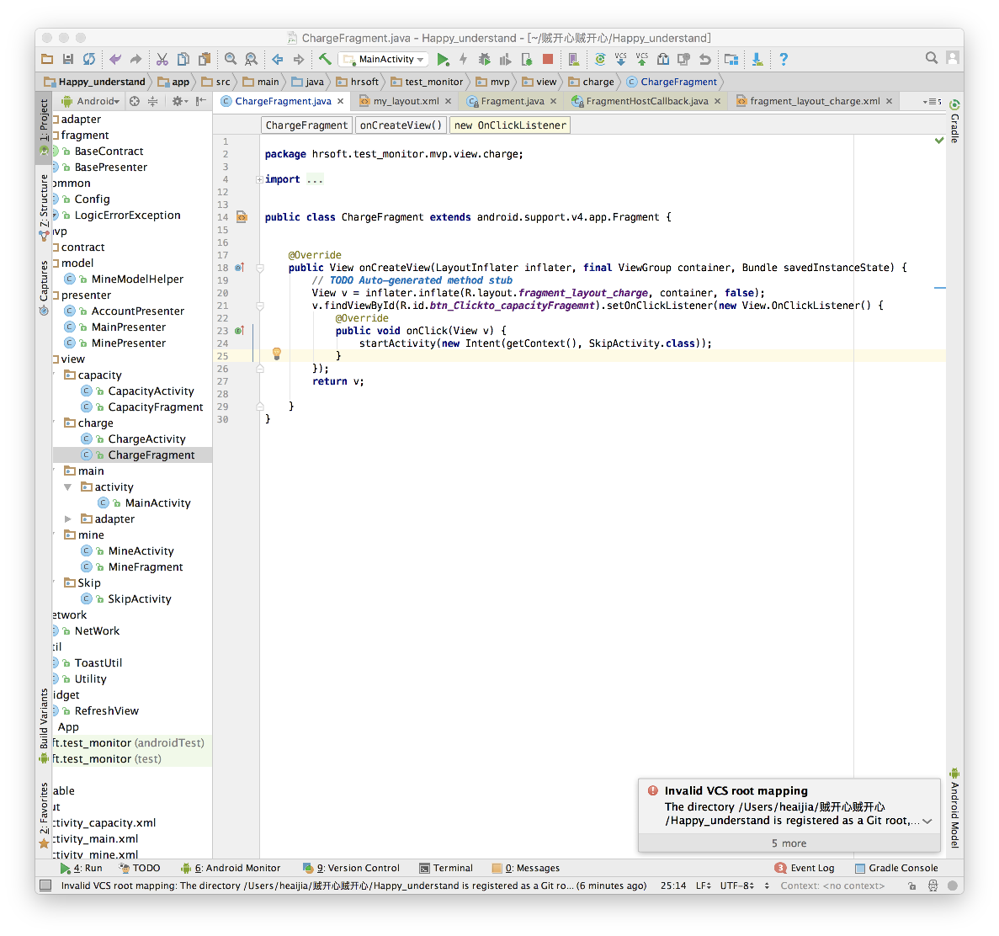 ChargeFragment.java - Happy_understand - [~/贼开心贼开心/Happy_understand]
MainActivity
VCS
VCS
?
Happy_understand
app
src
main
java
hrsoft
test_monitor
mvp
view
charge
ChargeFragment
Android
ChargeFragment.java
my_layout.xml
Fragment.java
FragmentHostCallback.java
fragment_layout_charge.xml
ChargeFragment
onCreateView()
new OnClickListener
1: Project
Z: Structure
Captures
Build Variants
2: Favorites
adapter
fragment
BaseContract
BasePresenter
ommon
Config
LogicErrorException
vp
contract
model
MineModelHelper
presenter
AccountPresenter
MainPresenter
MinePresenter
view
capacity
CapacityActivity
CapacityFragment
charge
ChargeActivity
ChargeFragment
main
activity
MainActivity
adapter
mine
MineActivity
MineFragment
Skip
SkipActivity
etwork
NetWork
til
ToastUtil
Utility
idget
RefreshView
App
ft.test_monitor (androidTest)
ft.test_monitor (test)
able
ut
ctivity_capacity.xml
ctivity_main.xml
ctivity_mine.xml
1
2 package hrsoft.test_monitor.mvp.view.charge;
3
4 import ...
12
13
14 public class ChargeFragment extends android.support.v4.app.Fragment {
15
16
17 @Override
18 public View onCreateView(LayoutInflater inflater, final ViewGroup container, Bundle savedInstanceState) {
19 // TODO Auto-generated method stub
20 View v = inflater.inflate(R.layout.fragment_layout_charge, container, false);
21 v.findViewById(R.id.btn_Clickto_capacityFragemnt).setOnClickListener(new View.OnClickListener() {
22 @Override
23 public void onClick(View v) {
24 startActivity(new Intent(getContext(), SkipActivity.class));
25 }
26 });
27 return v;
28
29 }
30 }
Gradle
Android Model
Invalid VCS root mapping
The directory /Users/heaijia/贼开心贼开心
/Happy_understand is registered as a Git root,...
5 more
4: Run
TODO
6: Android Monitor
9: Version Control
Terminal
0: Messages
3 Event Log
Gradle Console
Invalid VCS root mapping: The directory /Users/heaijia/贼开心贼开心/Happy_understand is registered as a Git ro... (6 minutes ago)
25:14
LF
UTF-8
Context: <no context>